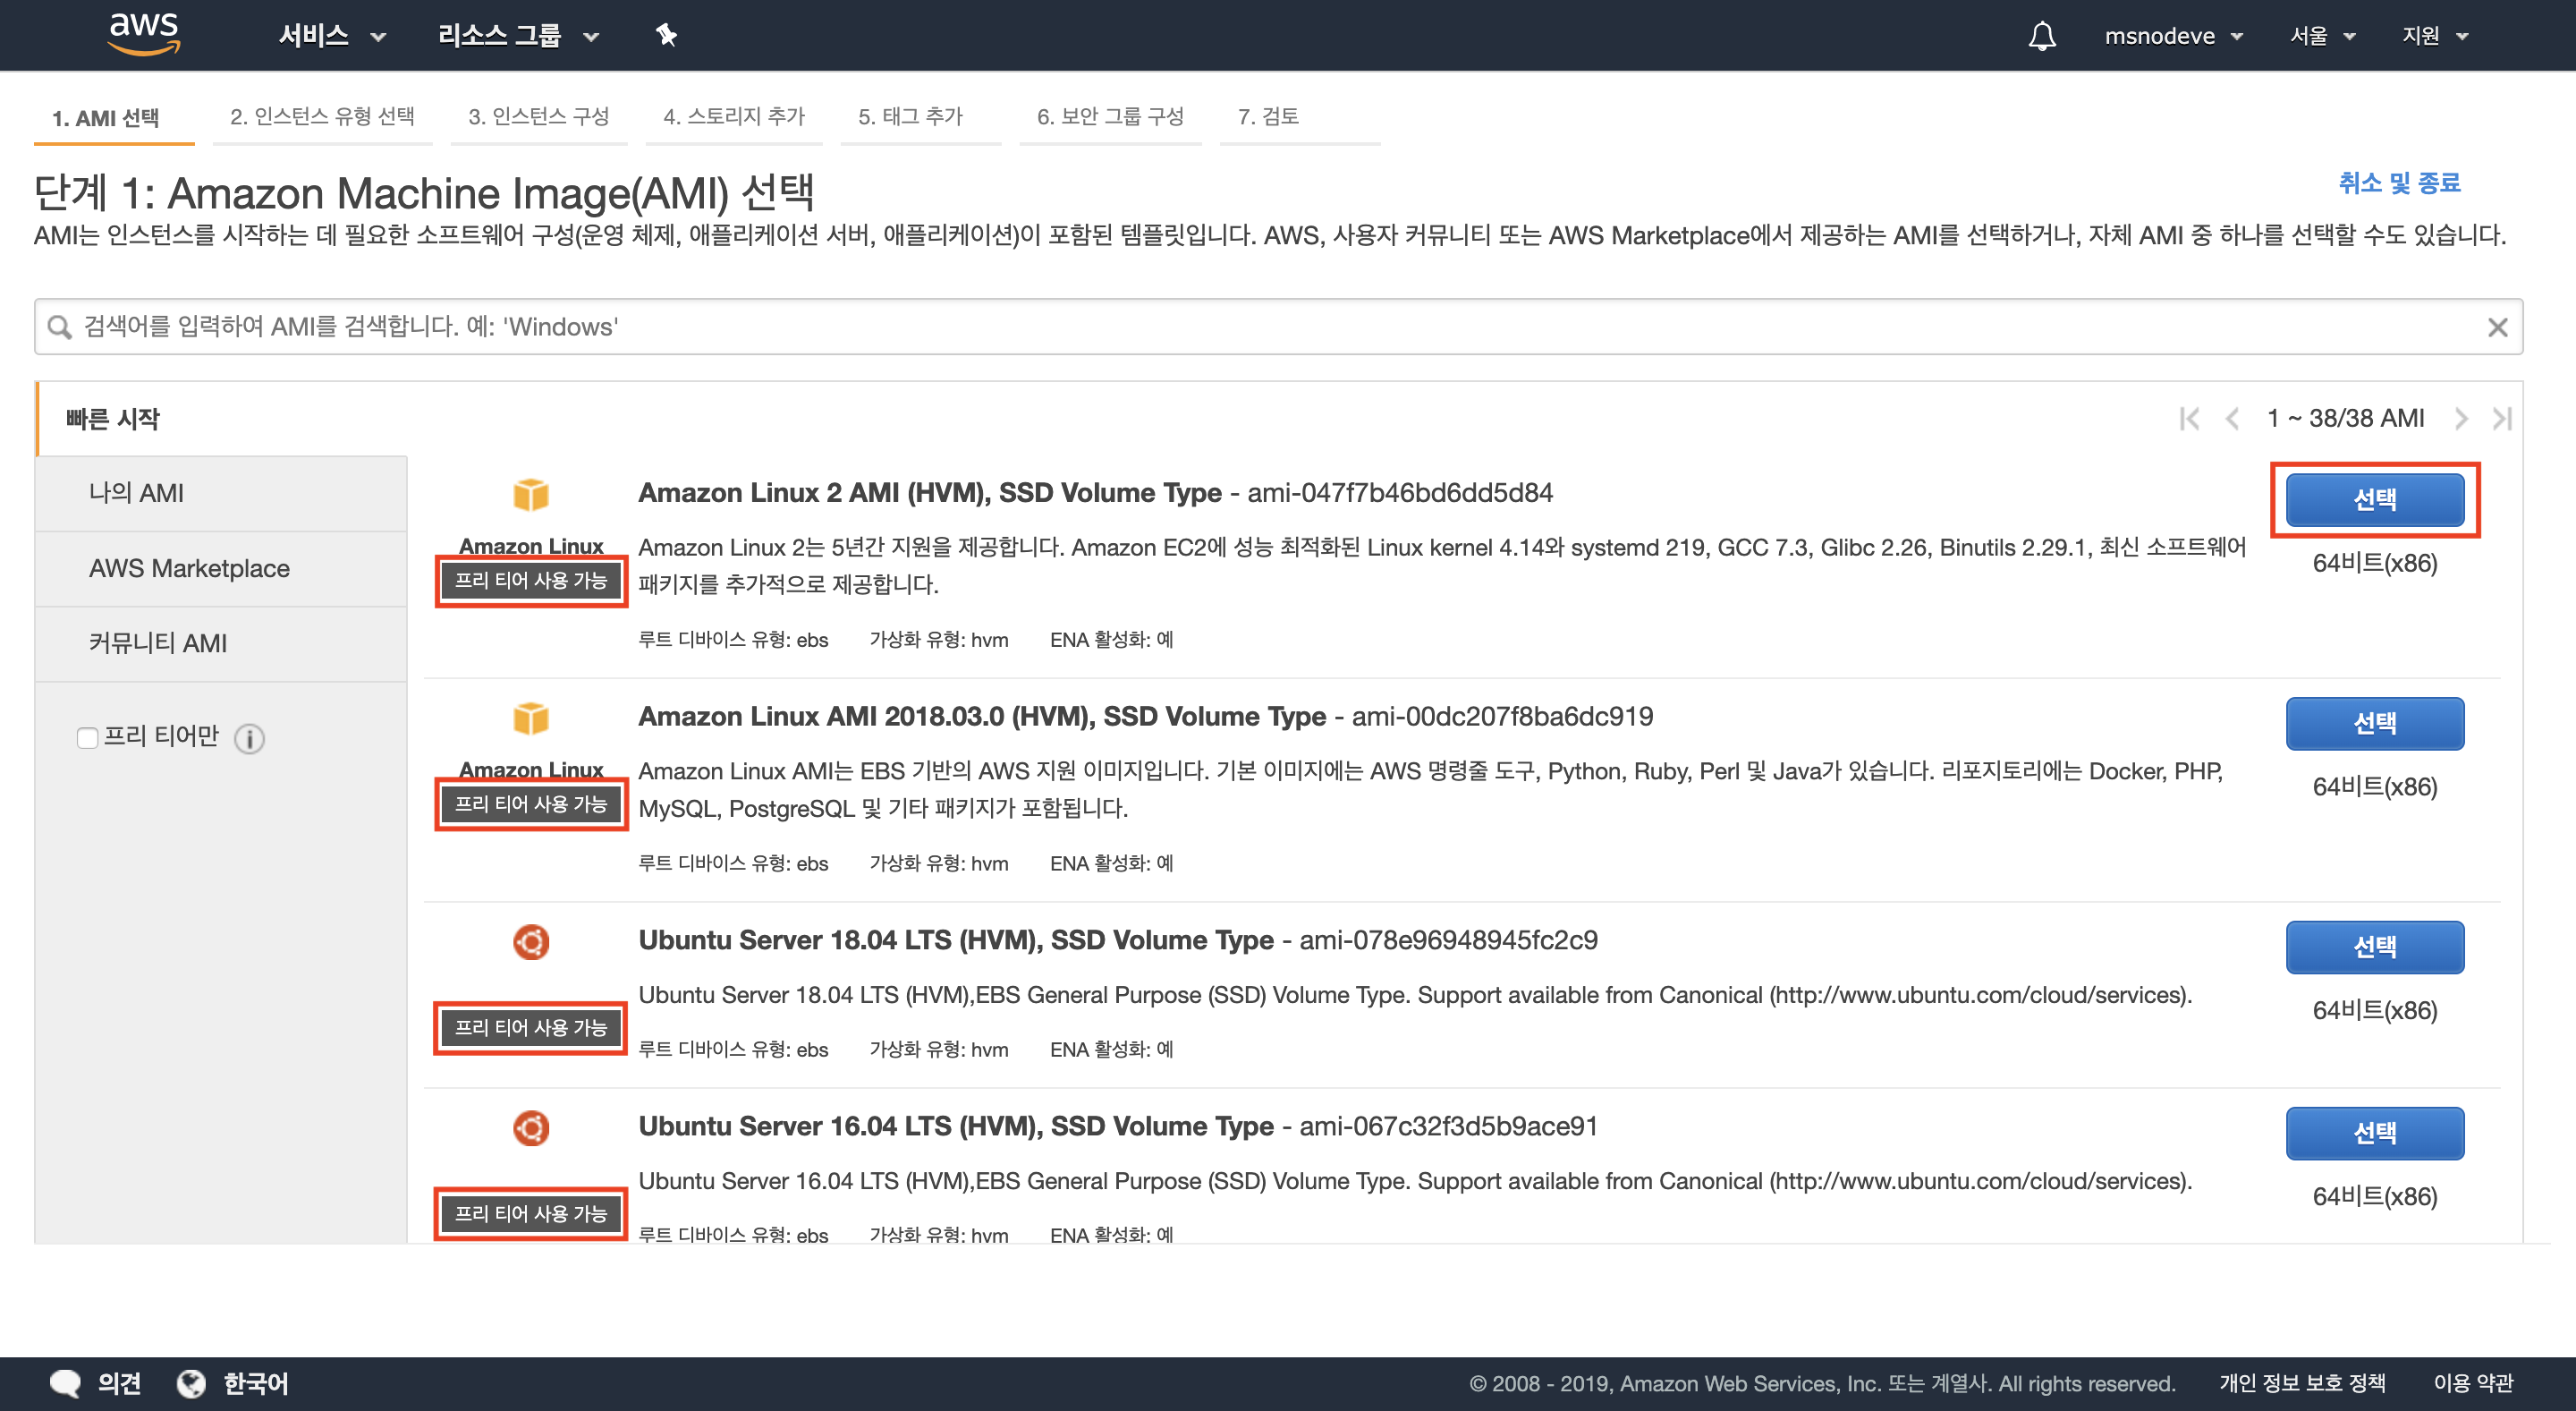 aws 서비스 리소스 그룹 msnodeve 서울 지원
1. AMI 선택 2. 인스턴스 유형 선택 3. 인스턴스 구성 4. 스토리지 추가 5. 태그 추가 6. 보안 그룹 구성 7. 검토
단계 1: Amazon Machine Image(AMI) 선택
취소 및 종료
AMI는 인스턴스를 시작하는 데 필요한 소프트웨어 구성(운영 체제, 애플리케이션 서버, 애플리케이션)이 포함된 템플릿입니다. AWS, 사용자 커뮤니티 또는 AWS Marketplace에서 제공하는 AMI를 선택하거나, 자체 AMI 중 하나를 선택할 수도 있습니다.
검색어를 입력하여 AMI를 검색합니다. 예: 'Windows'
빠른 시작
1 ~ 38/38 AMI
나의 AMI
AWS Marketplace
커뮤니티 AMI
프리 티어만
Amazon Linux
프리 티어 사용 가능
Amazon Linux 2 AMI (HVM), SSD Volume Type - ami-047f7b46bd6dd5d84
Amazon Linux 2는 5년간 지원을 제공합니다. Amazon EC2에 성능 최적화된 Linux kernel 4.14와 systemd 219, GCC 7.3, Glibc 2.26, Binutils 2.29.1, 최신 소프트웨어
패키지를 추가적으로 제공합니다.
루트 디바이스 유형: ebs 가상화 유형: hvm ENA 활성화: 예
선택
64비트(x86)
Amazon Linux
프리 티어 사용 가능
Amazon Linux AMI 2018.03.0 (HVM), SSD Volume Type - ami-00dc207f8ba6dc919
Amazon Linux AMI는 EBS 기반의 AWS 지원 이미지입니다. 기본 이미지에는 AWS 명령줄 도구, Python, Ruby, Perl 및 Java가 있습니다. 리포지토리에는 Docker, PHP,
MySQL, PostgreSQL 및 기타 패키지가 포함됩니다.
루트 디바이스 유형: ebs 가상화 유형: hvm ENA 활성화: 예
선택
64비트(x86)
프리 티어 사용 가능
Ubuntu Server 18.04 LTS (HVM), SSD Volume Type - ami-078e96948945fc2c9
Ubuntu Server 18.04 LTS (HVM),EBS General Purpose (SSD) Volume Type. Support available from Canonical (http://www.ubuntu.com/cloud/services).
루트 디바이스 유형: ebs 가상화 유형: hvm ENA 활성화: 예
선택
64비트(x86)
프리 티어 사용 가능
Ubuntu Server 16.04 LTS (HVM), SSD Volume Type - ami-067c32f3d5b9ace91
Ubuntu Server 16.04 LTS (HVM),EBS General Purpose (SSD) Volume Type. Support available from Canonical (http://www.ubuntu.com/cloud/services).
루트 디바이스 유형: ebs 가상화 유형: hvm ENA 활성화: 예
선택
64비트(x86)
의견 한국어 © 2008 - 2019, Amazon Web Services, Inc. 또는 계열사. All rights reserved. 개인 정보 보호 정책 이용 약관